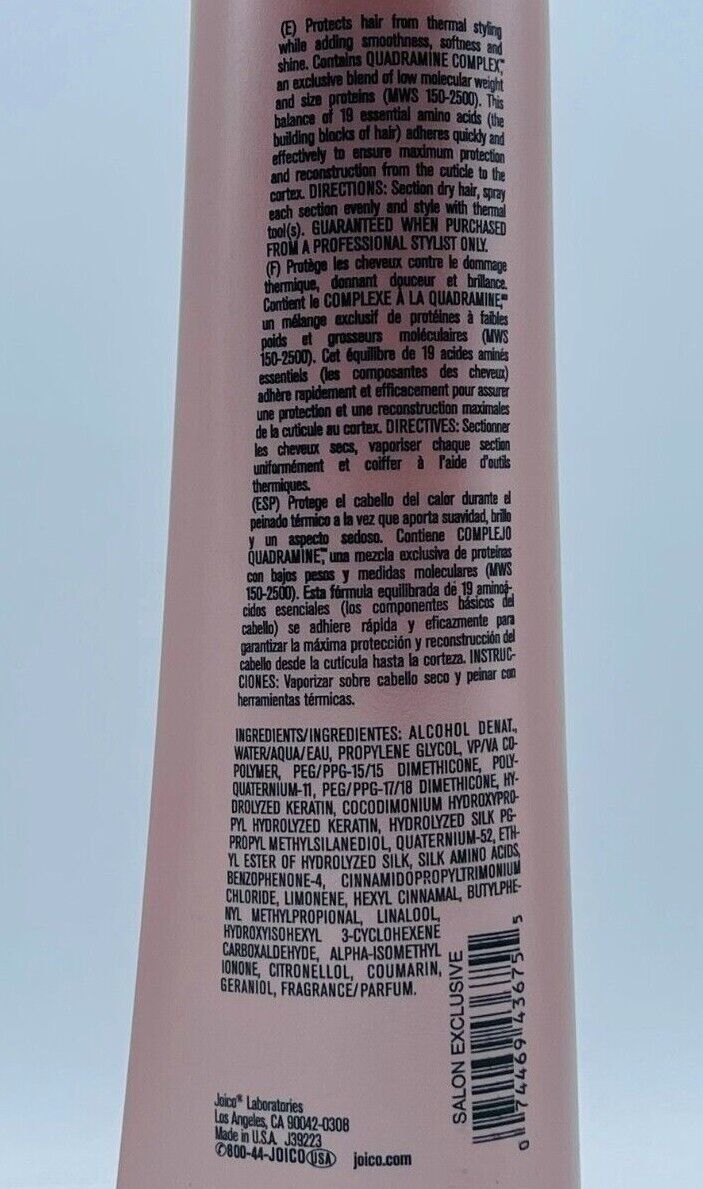 (E) Protects hair from thermal styling
while adding smoothness, softness and
shine. Contains QUADRAMINE COMPLEX,™
an exclusive blend of low molecular weight
and size proteins (MWS 150-2500). This
balance of 19 essential amino acids (the
building blocks of hair) adheres quickly and
effectively to ensure maximum protection
and reconstruction from the cuticle to the
cortex. DIRECTIONS: Section dry hair, spray
each section evenly and style with thermal
tool(s). GUARANTEED WHEN PURCHASED
FROM A PROFESSIONAL STYLIST ONLY.
(F) Protège les cheveux contre le dommage
thermique, donnant douceur et brillance.
Contient le COMPLEXE À LA QUADRAMINE,™
un mélange exclusif de protéines à faibles
poids et grosseurs moléculaires (MWS
150-2500). Cet équilibre de 19 acides aminés
essentiels (les composantes des cheveux)
adhère rapidement et efficacement pour assurer
une protection et une reconstruction maximales
de la cuticule au cortex. DIRECTIVES: Sectionner
les cheveux secs, vaporiser chaque section
uniformément et coiffer à l'aide d'outils
thermiques.
(ESP) Protege el cabello del calor durante el
peinado térmico a la vez que aporta suavidad, brillo
y un aspecto sedoso. Contiene COMPLEJO
QUADRAMINE,™ una mezcla exclusiva de proteínas
con bajos pesos y medidas moleculares (MWS
150-2500). Esta fórmula equilibrada de 19 aminoá-
cidos esenciales (los componentes básicos del
cabello) se adhiere rápida y eficazmente para
garantizar la máxima protección y reconstrucción del
cabello desde la cutícula hasta la corteza. INSTRUC-
CIONES: Vaporizar sobre cabello seco y peinar con
herramientas térmicas.
INGREDIENTS/INGREDIENTES: ALCOHOL DENAT.,
WATER/AQUA/EAU, PROPYLENE GLYCOL, VP/VA CO-
POLYMER, PEG/PPG-15/15 DIMETHICONE, POLY-
QUATERNIUM-11, PEG/PPG-17/18 DIMETHICONE, HY-
DROLYZED KERATIN, COCODIMONIUM HYDROXYPRO-
PYL HYDROLYZED KERATIN, HYDROLYZED SILK PG-
PROPYL METHYLSILANEDIOL, QUATERNIUM-52, ETH-
YL ESTER OF HYDROLYZED SILK, SILK AMINO ACIDS,
BENZOPHENONE-4, CINNAMIDOPROPYLTRIMONIUM
CHLORIDE, LIMONENE, HEXYL CINNAMAL, BUTYLPHE-
NYL METHYLPROPIONAL, LINALOOL,
HYDROXYISOHEXYL 3-CYCLOHEXENE
CARBOXALDEHYDE, ALPHA-ISOMETHYL
IONONE, CITRONELLOL, COUMARIN,
GERANIOL, FRAGRANCE/PARFUM.
SALON EXCLUSIVE
0 74469 43675 5
Joico® Laboratories
Los Angeles, CA 90042-0308
Made in U.S.A. J39223
✆800-44-JOICO USA joico.com